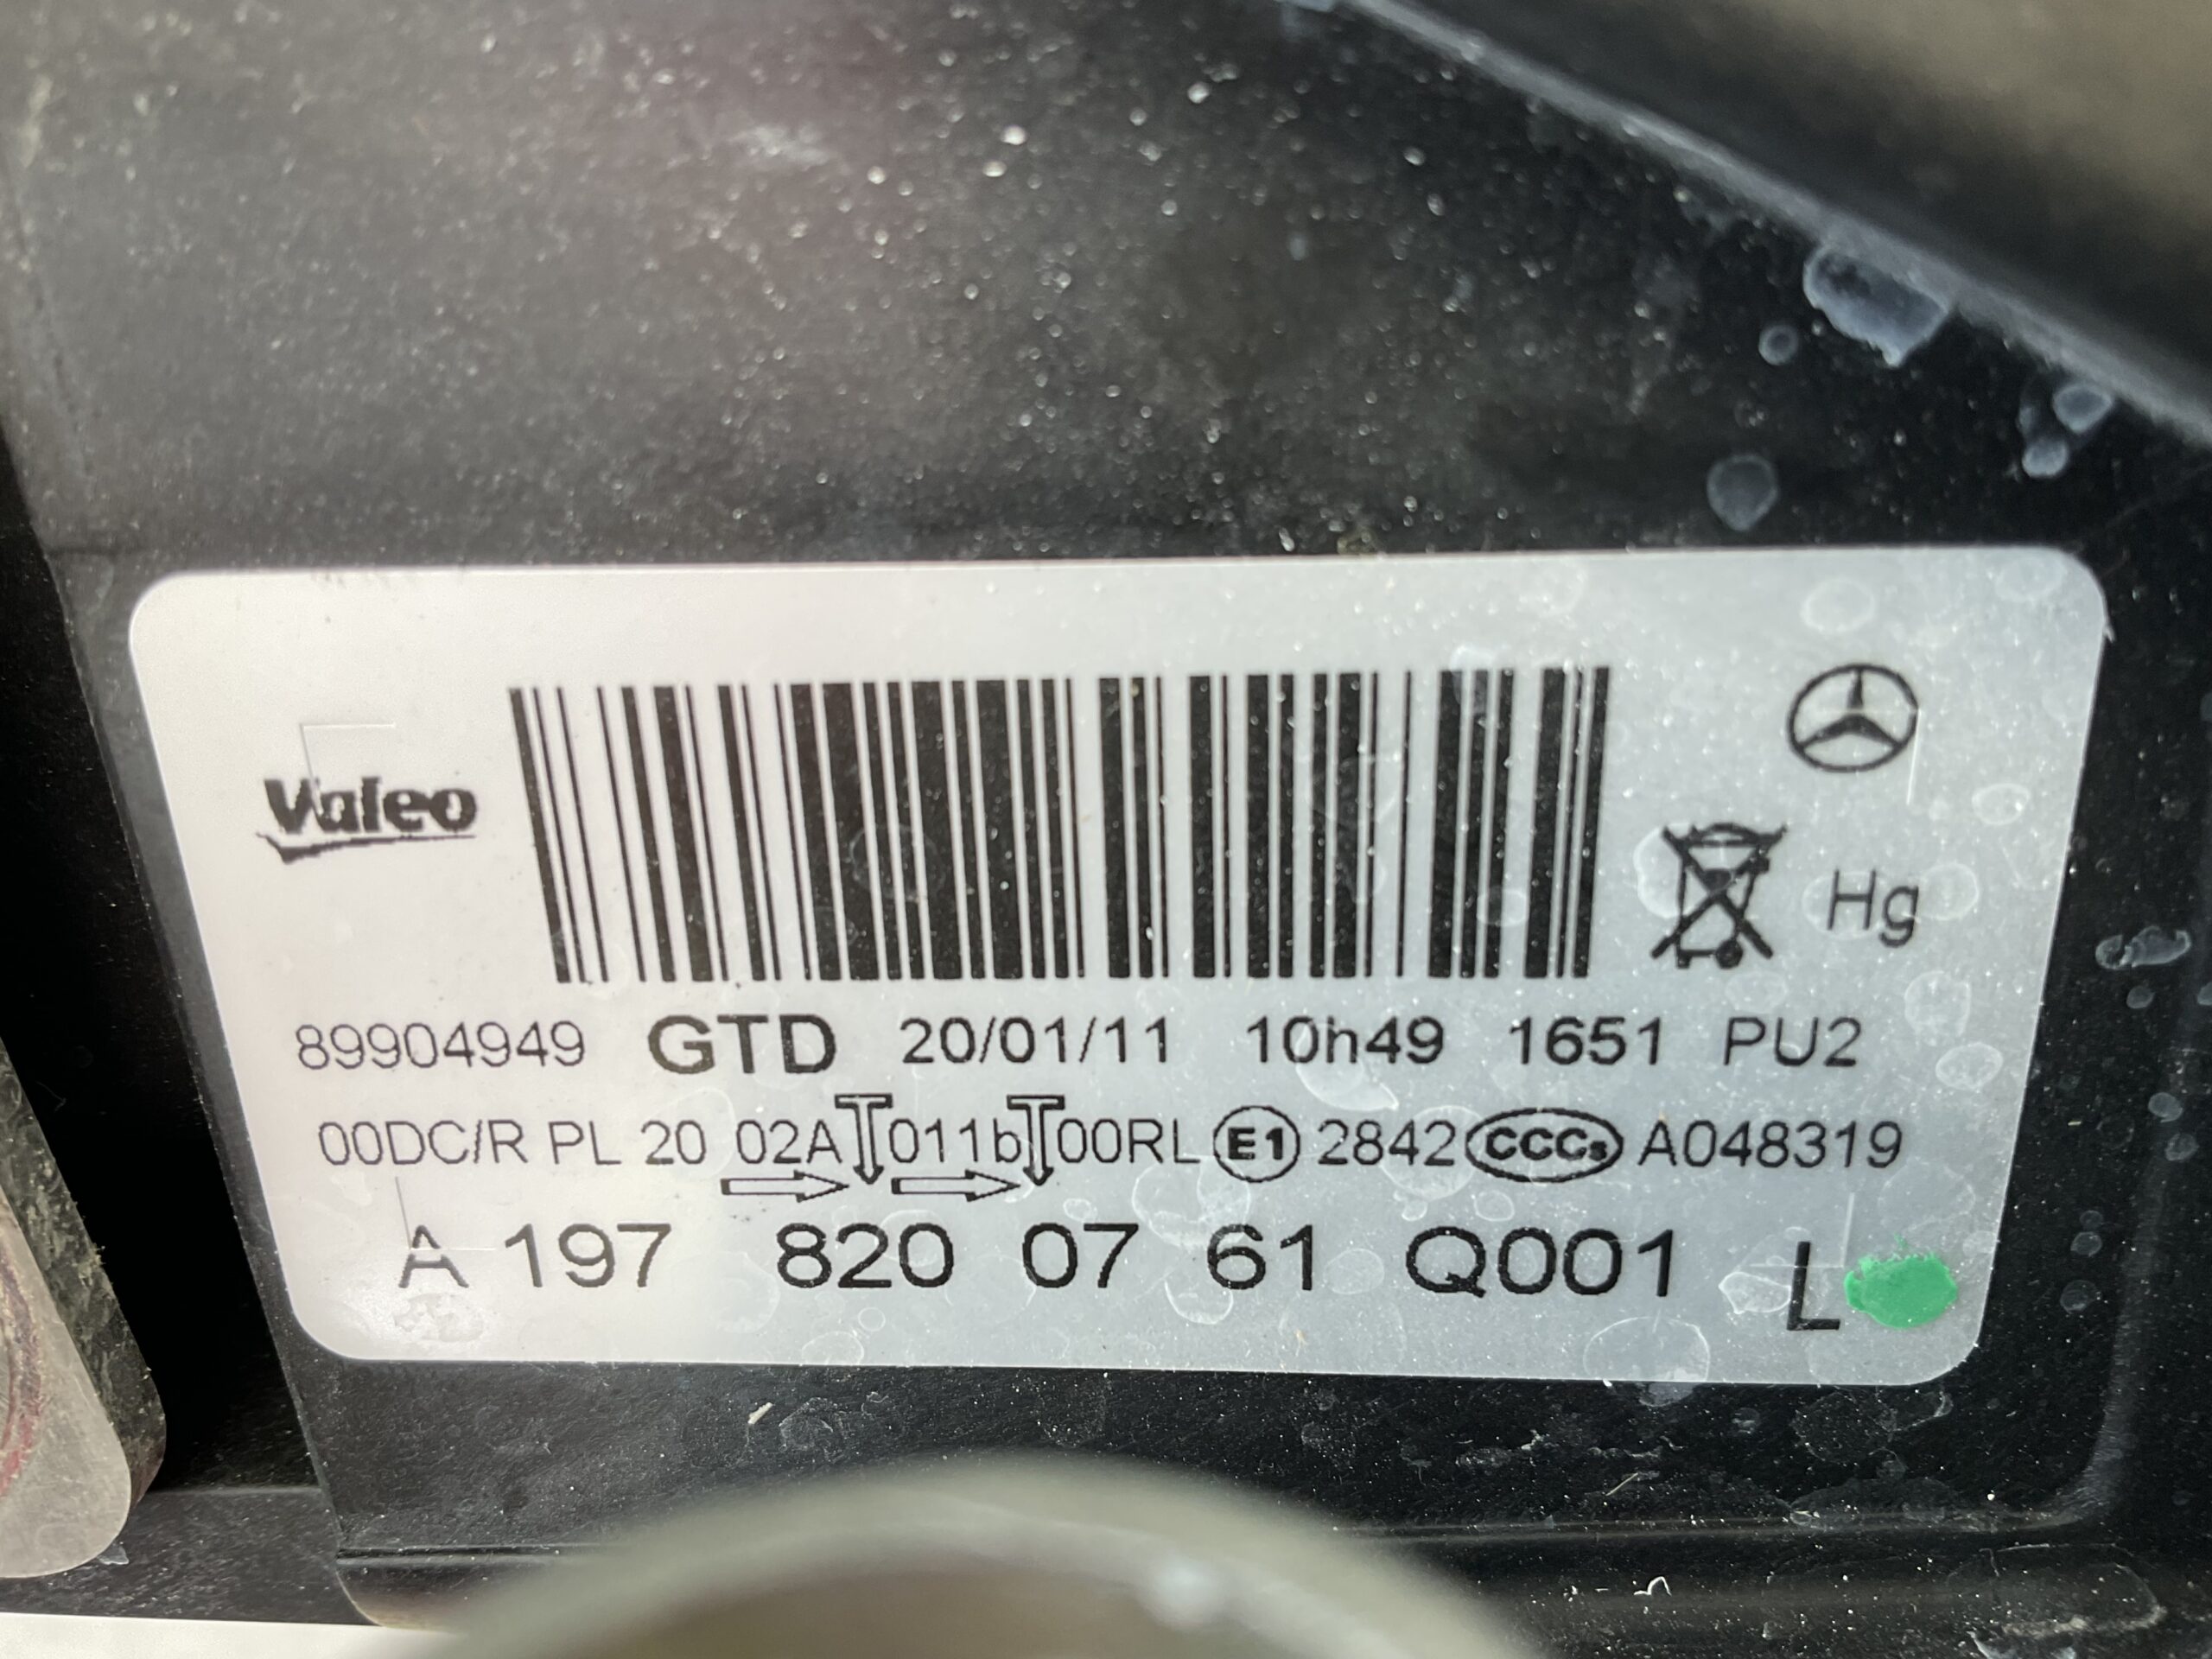 Valeo
Hg
89904949 GTD 20/01/11 10h49 1651 PU2
00DC/R PL 20 02A 011b 00RL E1 2842 CCCs A048319
A 197 820 07 61 Q001 L